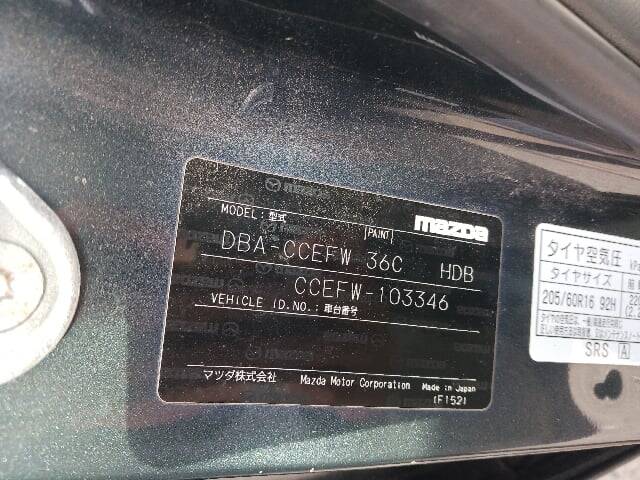 mazda
MODEL:型式
PAINT
DBA-CCEFW 36C HDB
CCEFW-103346
VEHICLE I.D.NO.:車台番号
マツダ株式会社 Mazda Motor Corporation Made in Japan
(F152)
タイヤ空気圧
タイヤサイズ
205/60R16 92H
SRS A